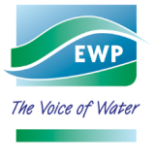 EWP
The Voice of Water